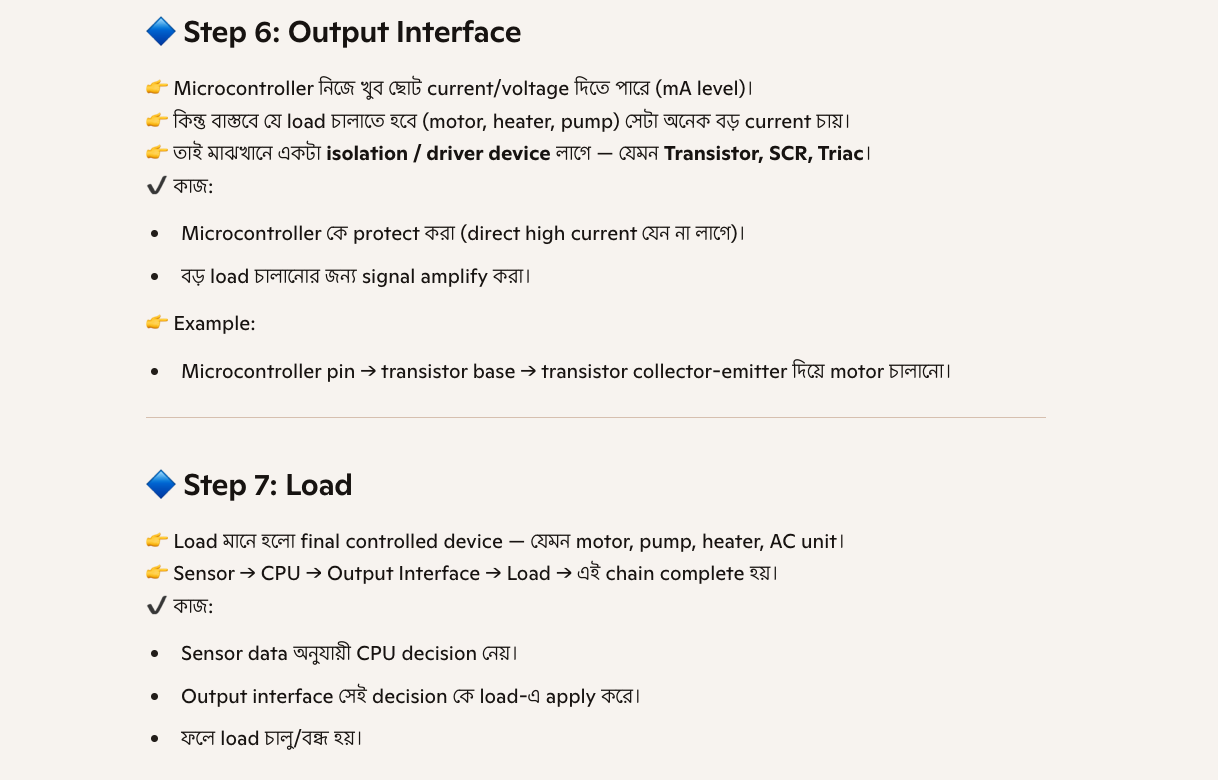 🔷 Step 6: Output Interface
👉 Microcontroller নিজে খুব ছোট current/voltage দিতে পারে (mA level)।
👉 কিন্তু বাস্তবে যে load চালাতে হবে (motor, heater, pump) সেটা অনেক বড় current চায়।
👉 তাই মাঝখানে একটা isolation / driver device লাগে — যেমন Transistor, SCR, Triac।
✔ কাজ:
• Microcontroller কে protect করা (direct high current যেন না লাগে)।
• বড় load চালানোর জন্য signal amplify করা।
👉 Example:
• Microcontroller pin → transistor base → transistor collector-emitter দিয়ে motor চালানো।
🔷 Step 7: Load
👉 Load মানে হলো final controlled device — যেমন motor, pump, heater, AC unit।
👉 Sensor → CPU → Output Interface → Load → এই chain complete হয়।
✔ কাজ:
• Sensor data অনুযায়ী CPU decision নেয়।
• Output interface সেই decision কে load-এ apply করে।
• ফলে load চালু/বন্ধ হয়।